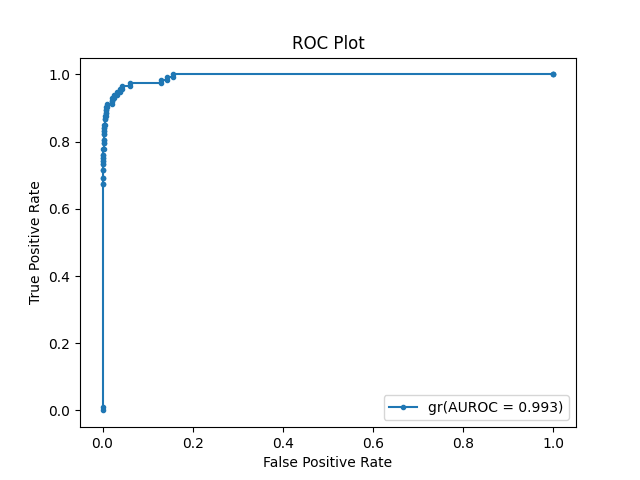 ROC Plot
1.0
0.8
0.6
0.4
0.2
0.0
True Positive Rate
gr(AUROC = 0.993)
0.0 0.2 0.4 0.6 0.8 1.0
False Positive Rate